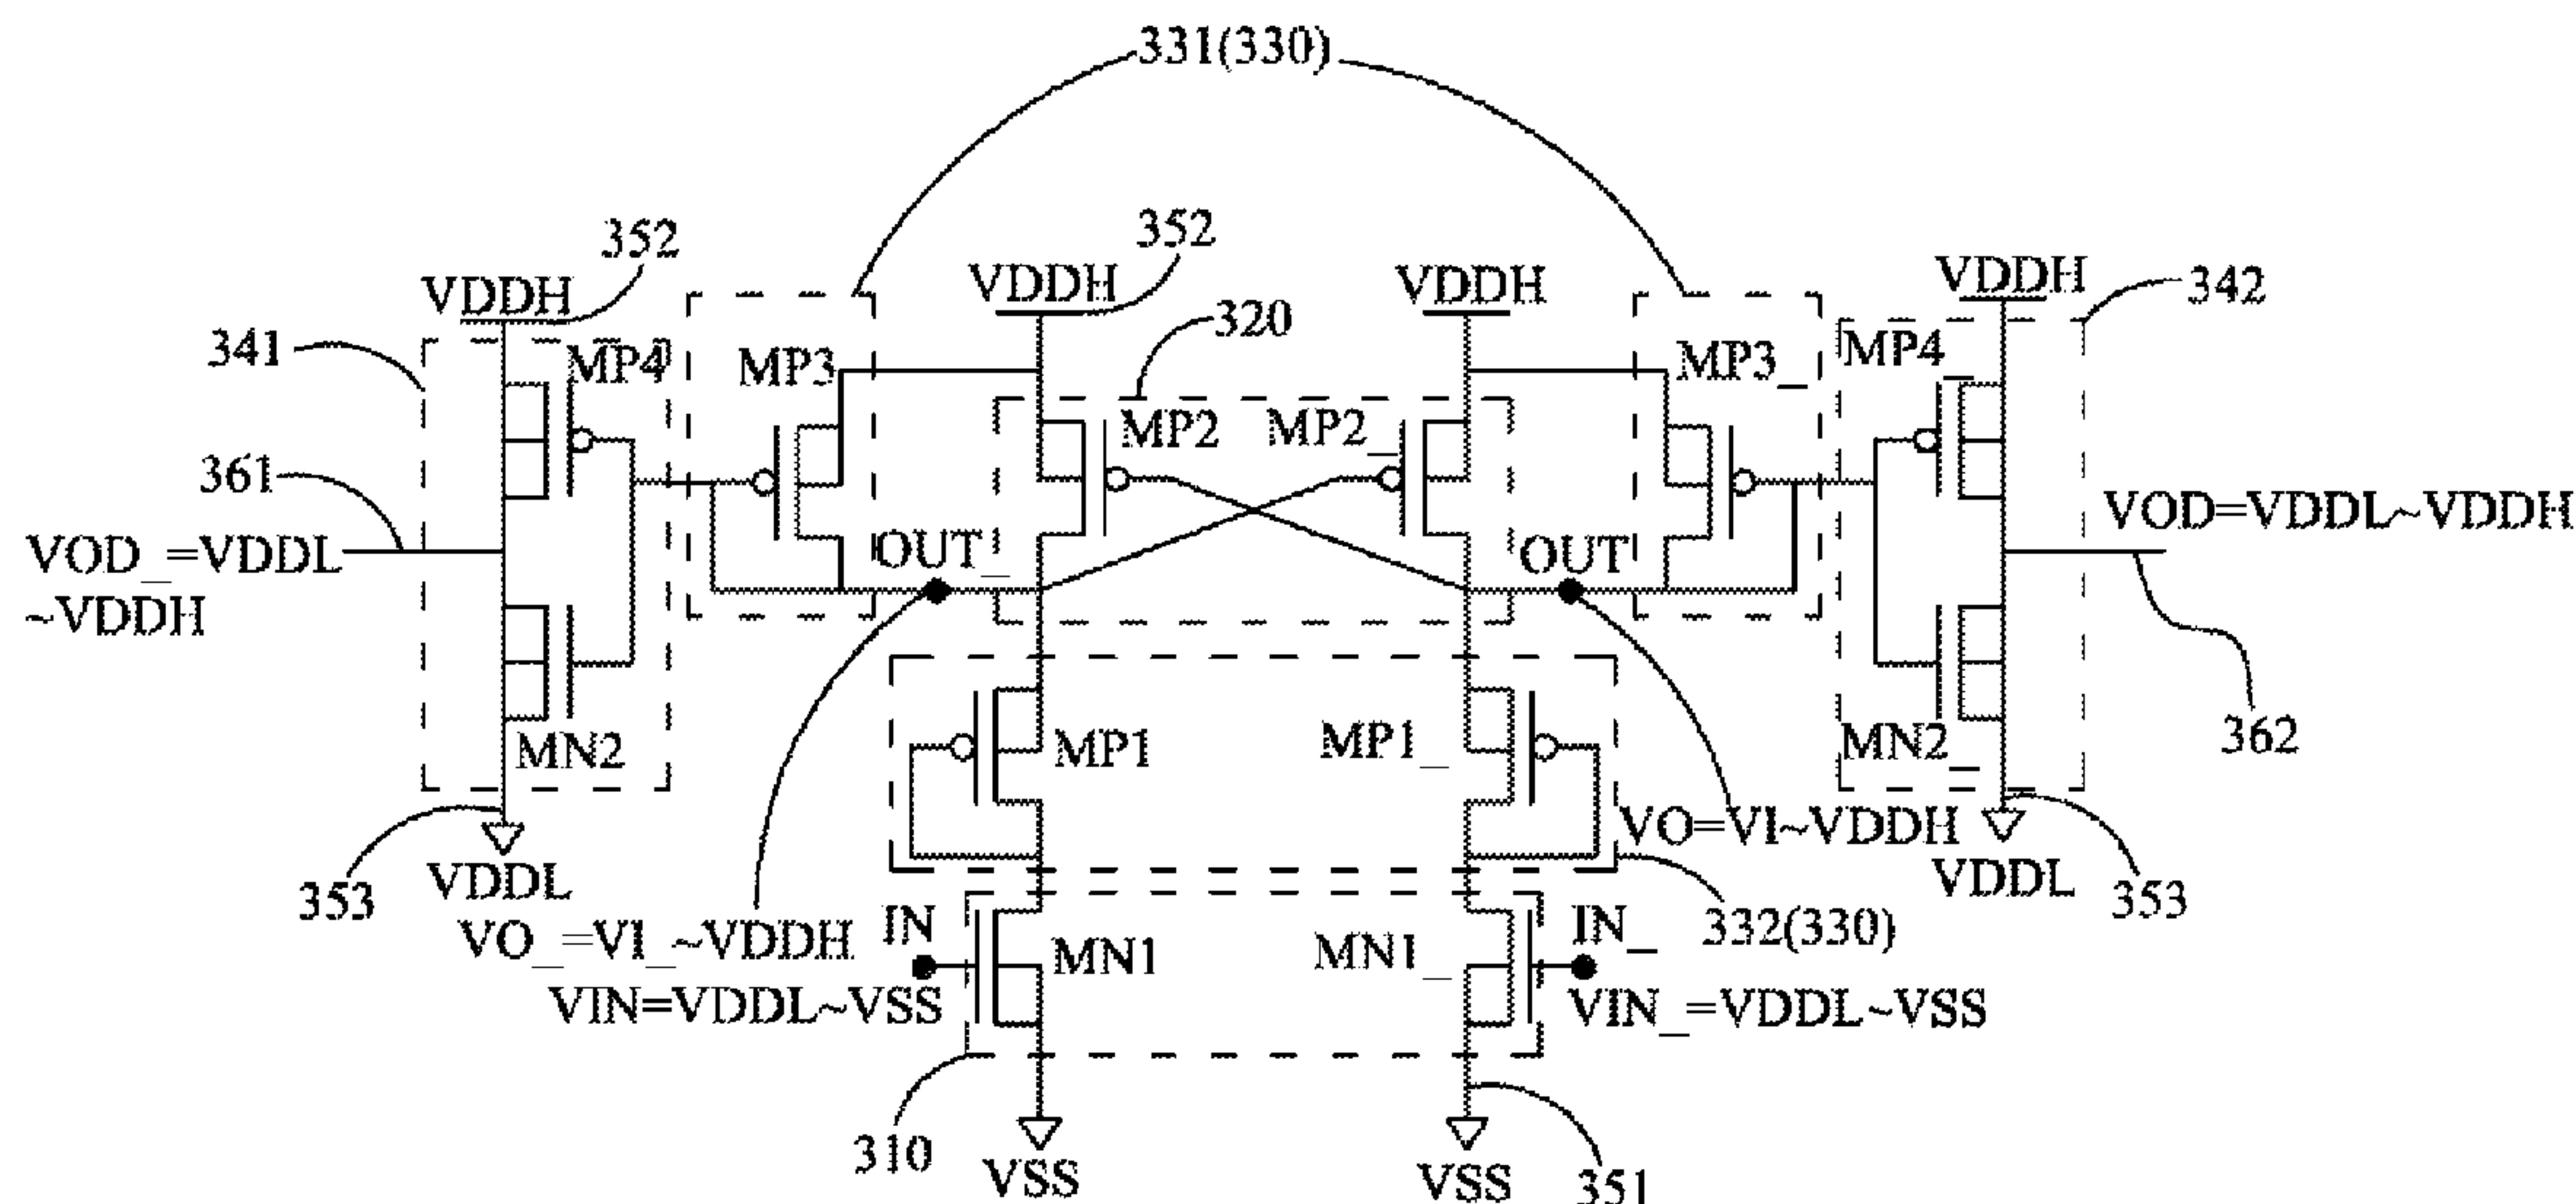 331(330)
352
352
VDDH
VDDH
VDDH
VDDH
342
341
320
MP4
MP3
MP2
MP2_
MP3_
MP4_
361
VOD_=VDDL
~VDDH
OUT_
OUT
VOD=VDDL~VDDH
MN2
MP1
MP1_
MN2_
362
VO=VI~VDDH
353
VDDL
VDDL
353
VO_=VI_~VDDH
IN
MN1
MN1_
IN_
332(330)
VIN=VDDL~VSS
VIN_=VDDL~VSS
310
VSS
VSS
351